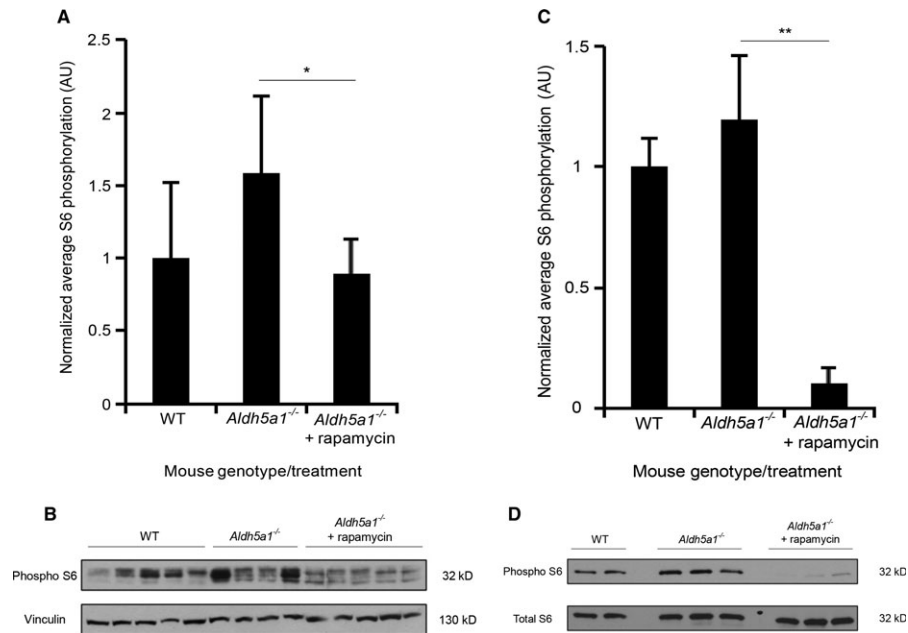 A
Normalized average S6 phosphorylation (AU)
2.5
2
1.5
1
0.5
0
*
WT
Aldh5a1⁻/⁻
Aldh5a1⁻/⁻
+ rapamycin
Mouse genotype/treatment
C
Normalized average S6 phosphorylation (AU)
1.5
1
0.5
0
**
WT
Aldh5a1⁻/⁻
Aldh5a1⁻/⁻
+ rapamycin
Mouse genotype/treatment
B
WT
Aldh5a1⁻/⁻
Aldh5a1⁻/⁻
+ rapamycin
Phospho S6
32 kD
Vinculin
130 kD
D
WT
Aldh5a1⁻/⁻
Aldh5a1⁻/⁻
+ rapamycin
Phospho S6
32 kD
Total S6
32 kD